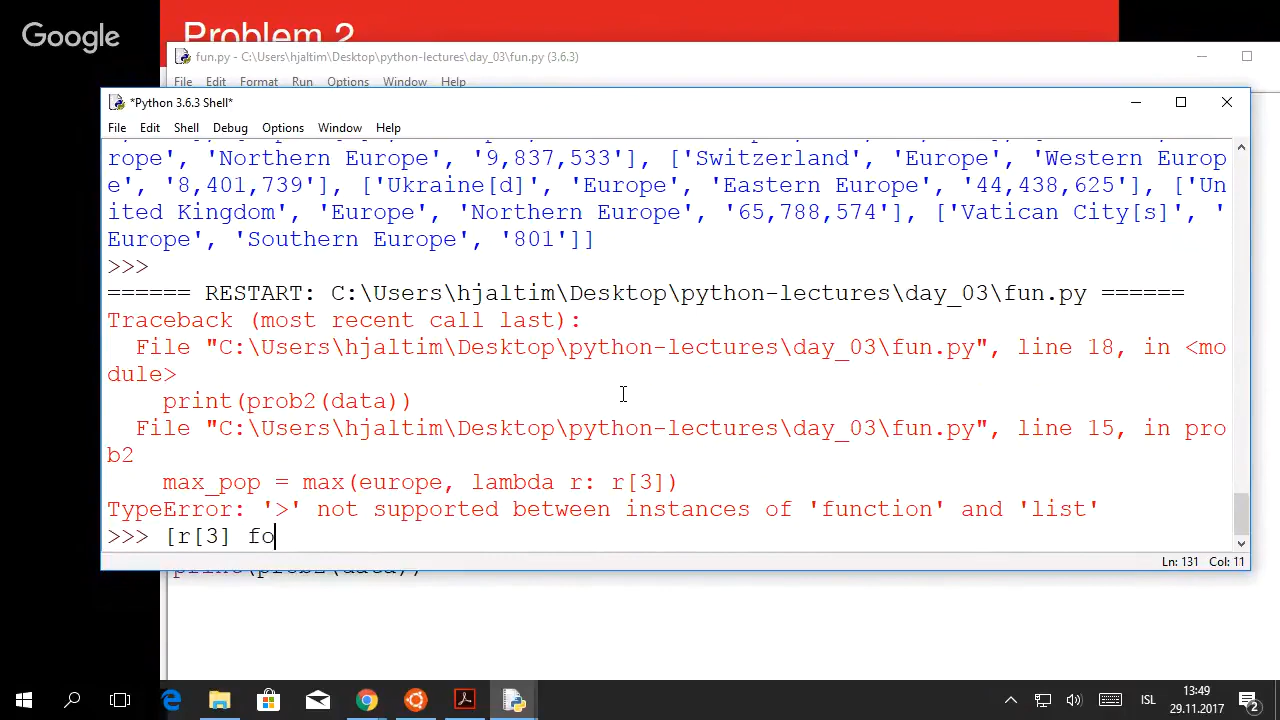 Google
Problem 2
fun.py - C:\Users\hjaltim\Desktop\python-lectures\day_03\fun.py (3.6.3)
File Edit Format Run Options Window Help
*Python 3.6.3 Shell*
File Edit Shell Debug Options Window Help
rope', 'Northern Europe', '9,837,533'], ['Switzerland', 'Europe', 'Western Europ
e', '8,401,739'], ['Ukraine[d]', 'Europe', 'Eastern Europe', '44,438,625'], ['Un
ited Kingdom', 'Europe', 'Northern Europe', '65,788,574'], ['Vatican City[s]', '
Europe', 'Southern Europe', '801']]
>>>
====== RESTART: C:\Users\hjaltim\Desktop\python-lectures\day_03\fun.py ======
Traceback (most recent call last):
File "C:\Users\hjaltim\Desktop\python-lectures\day_03\fun.py", line 18, in <mo
dule>
print(prob2(data))
File "C:\Users\hjaltim\Desktop\python-lectures\day_03\fun.py", line 15, in pro
b2
max_pop = max(europe, lambda r: r[3])
TypeError: '>' not supported between instances of 'function' and 'list'
>>> [r[3] fo
Ln: 131 Col: 11
print(prob2(data))
ISL
13:49
29.11.2017
2